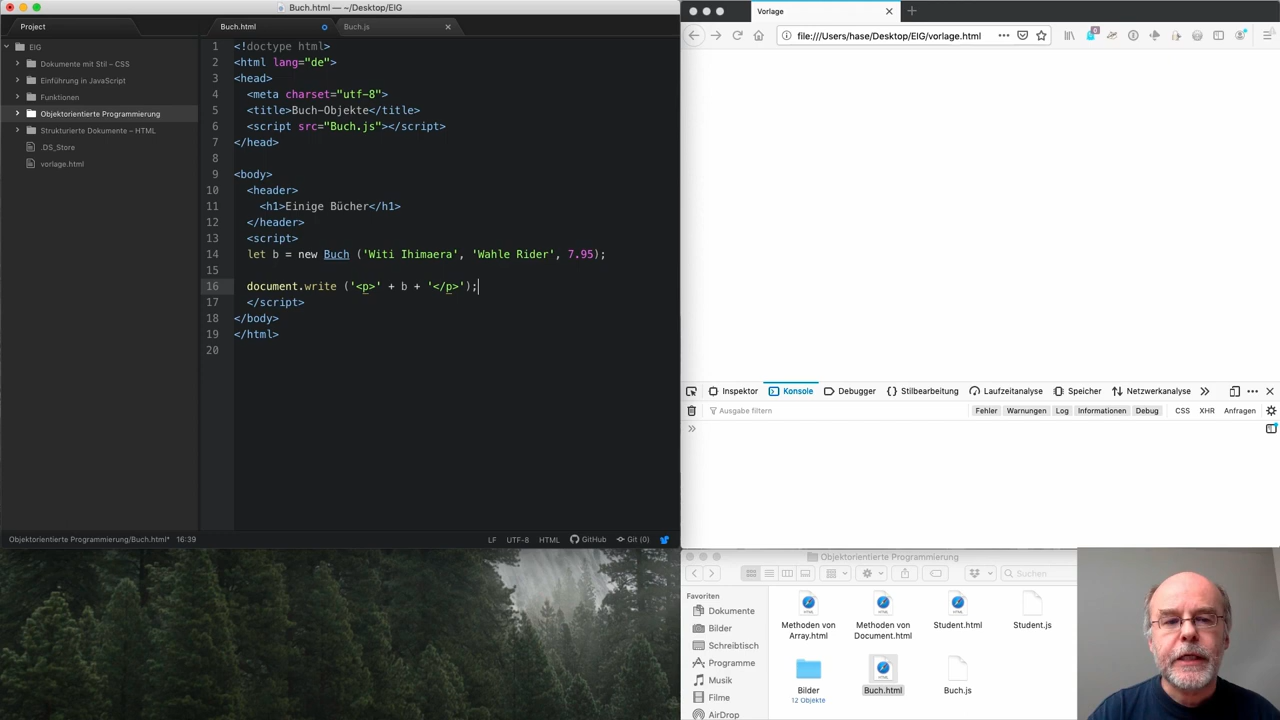 Buch.html — ~/Desktop/EIG
Project
Buch.html
Buch.js
EIG
Dokumente mit Stil – CSS
Einführung in JavaScript
Funktionen
Objektorientierte Programmierung
Strukturierte Dokumente – HTML
.DS_Store
vorlage.html
1 <!doctype html>
2 <html lang="de">
3 <head>
4 <meta charset="utf-8">
5 <title>Buch-Objekte</title>
6 <script src="Buch.js"></script>
7 </head>
8
9 <body>
10 <header>
11 <h1>Einige Bücher</h1>
12 </header>
13 <script>
14 let b = new Buch ('Witi Ihimaera', 'Wahle Rider', 7.95);
15
16 document.write ('<p>' + b + '</p>');
17 </script>
18 </body>
19 </html>
20
Objektorientierte Programmierung/Buch.html* 16:39
LF UTF-8 HTML GitHub Git (0)
Vorlage
file:///Users/hase/Desktop/EIG/vorlage.html
Inspektor Konsole Debugger Stilbearbeitung Laufzeitanalyse Speicher Netzwerkanalyse
Ausgabe filtern
Fehler Warnungen Log Informationen Debug CSS XHR Anfragen
Objektorientierte Programmierung
Suchen
Favoriten
Dokumente
Bilder
Schreibtisch
Programme
Musik
Filme
AirDrop
Methoden von Array.html
Methoden von Document.html
Student.html
Student.js
Bilder
12 Objekte
Buch.html
Buch.js